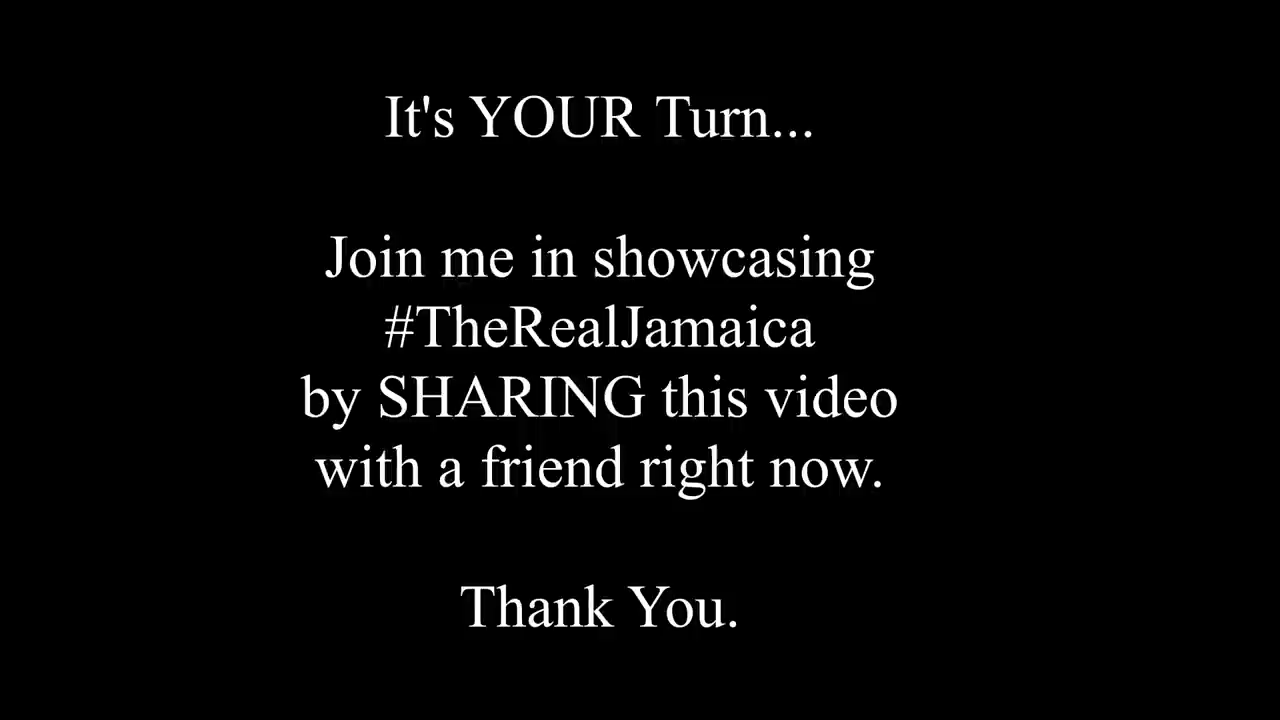 It's YOUR Turn...
Join me in showcasing
#TheRealJamaica
by SHARING this video
with a friend right now.
Thank You.